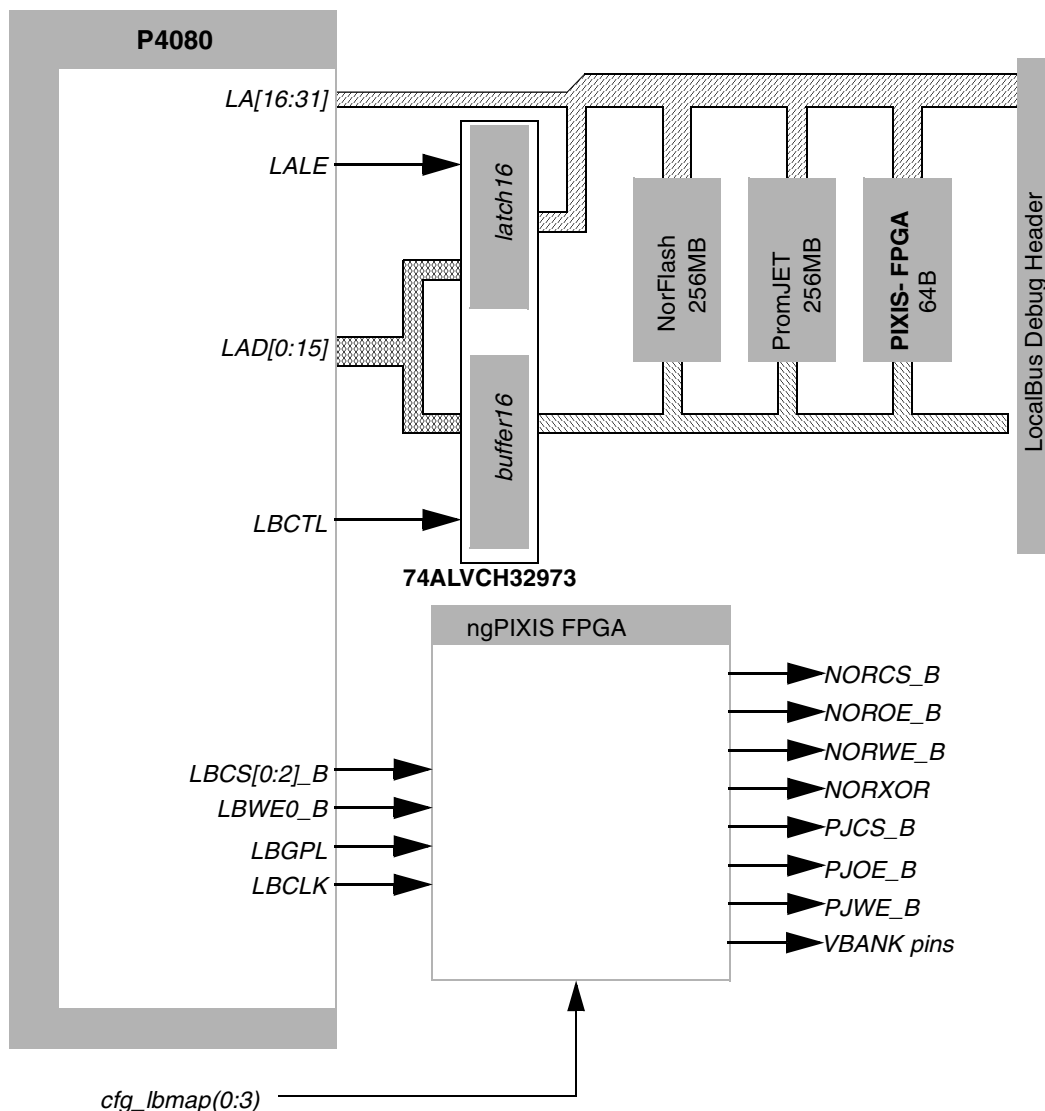 P4080
LA[16:31]
LALE
latch16
LAD[0:15]
buffer16
LBCTL
74ALVCH32973
NorFlash
256MB
PromJET
256MB
PIXIS- FPGA
64B
LocalBus Debug Header
ngPIXIS FPGA
LBCS[0:2]_B
LBWE0_B
LBGPL
LBCLK
NORCS_B
NOROE_B
NORWE_B
NORXOR
PJCS_B
PJOE_B
PJWE_B
VBANK pins
cfg_lbmap(0:3)